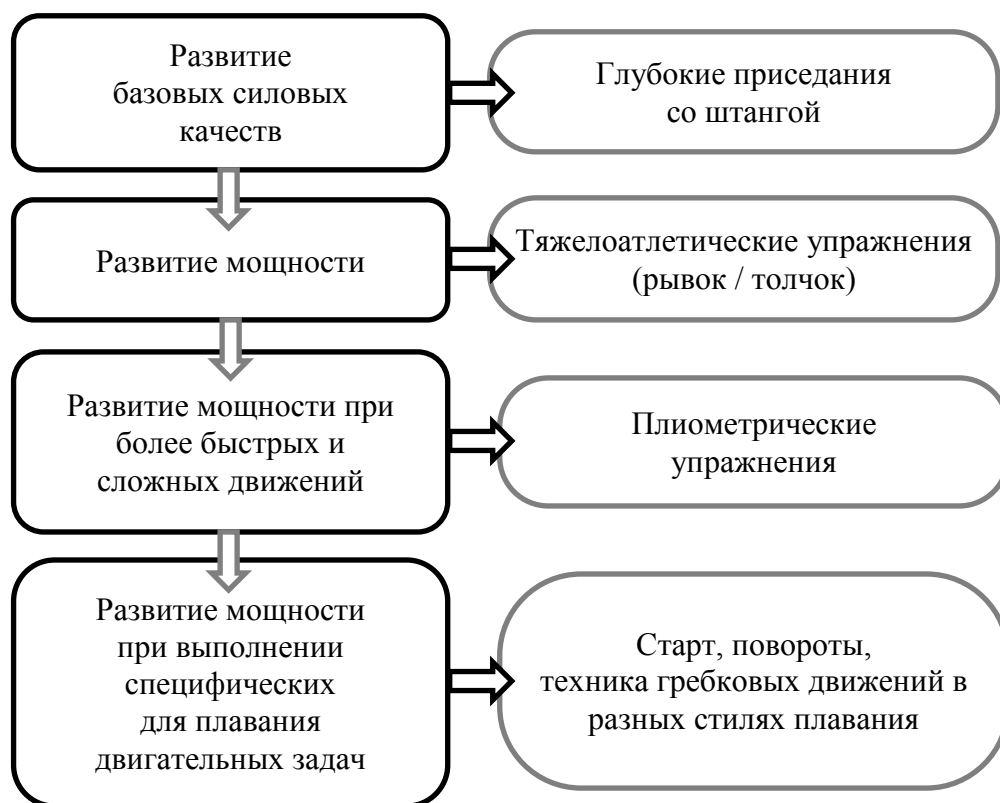 Развитие
базовых силовых
качеств
Глубокие приседания
со штангой
Развитие мощности
Тяжелоатлетические упражнения
(рывок / толчок)
Развитие мощности при
более быстрых и
сложных движений
Плиометрические
упражнения
Развитие мощности
при выполнении
специфических
для плавания
двигательных задач
Старт, повороты,
техника гребковых движений в
разных стилях плавания